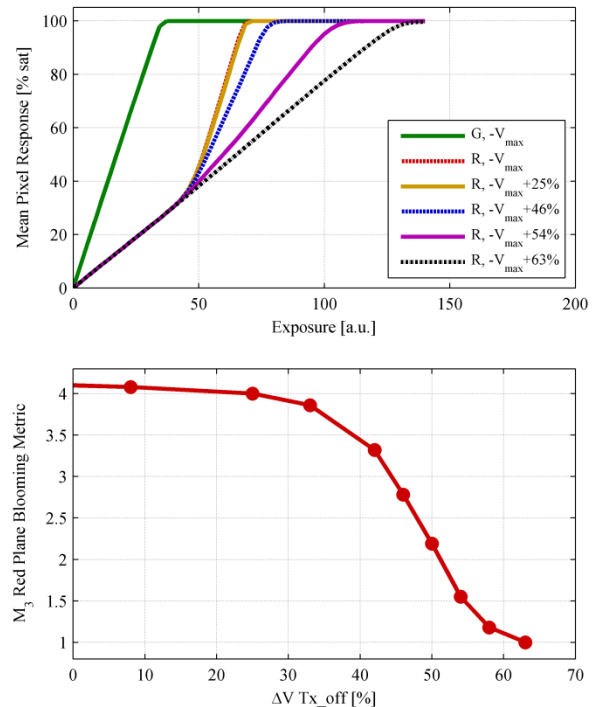 Mean Pixel Response [% sat]
100
80
60
40
20
0
G, -Vmax
R, -Vmax
R, -Vmax+25%
R, -Vmax+46%
R, -Vmax+54%
R, -Vmax+63%
0 50 100 150 200
Exposure [a.u.]
M3 Red Plane Blooming Metric
4
3.5
3
2.5
2
1.5
1
0 10 20 30 40 50 60 70
ΔV Tx_off [%]